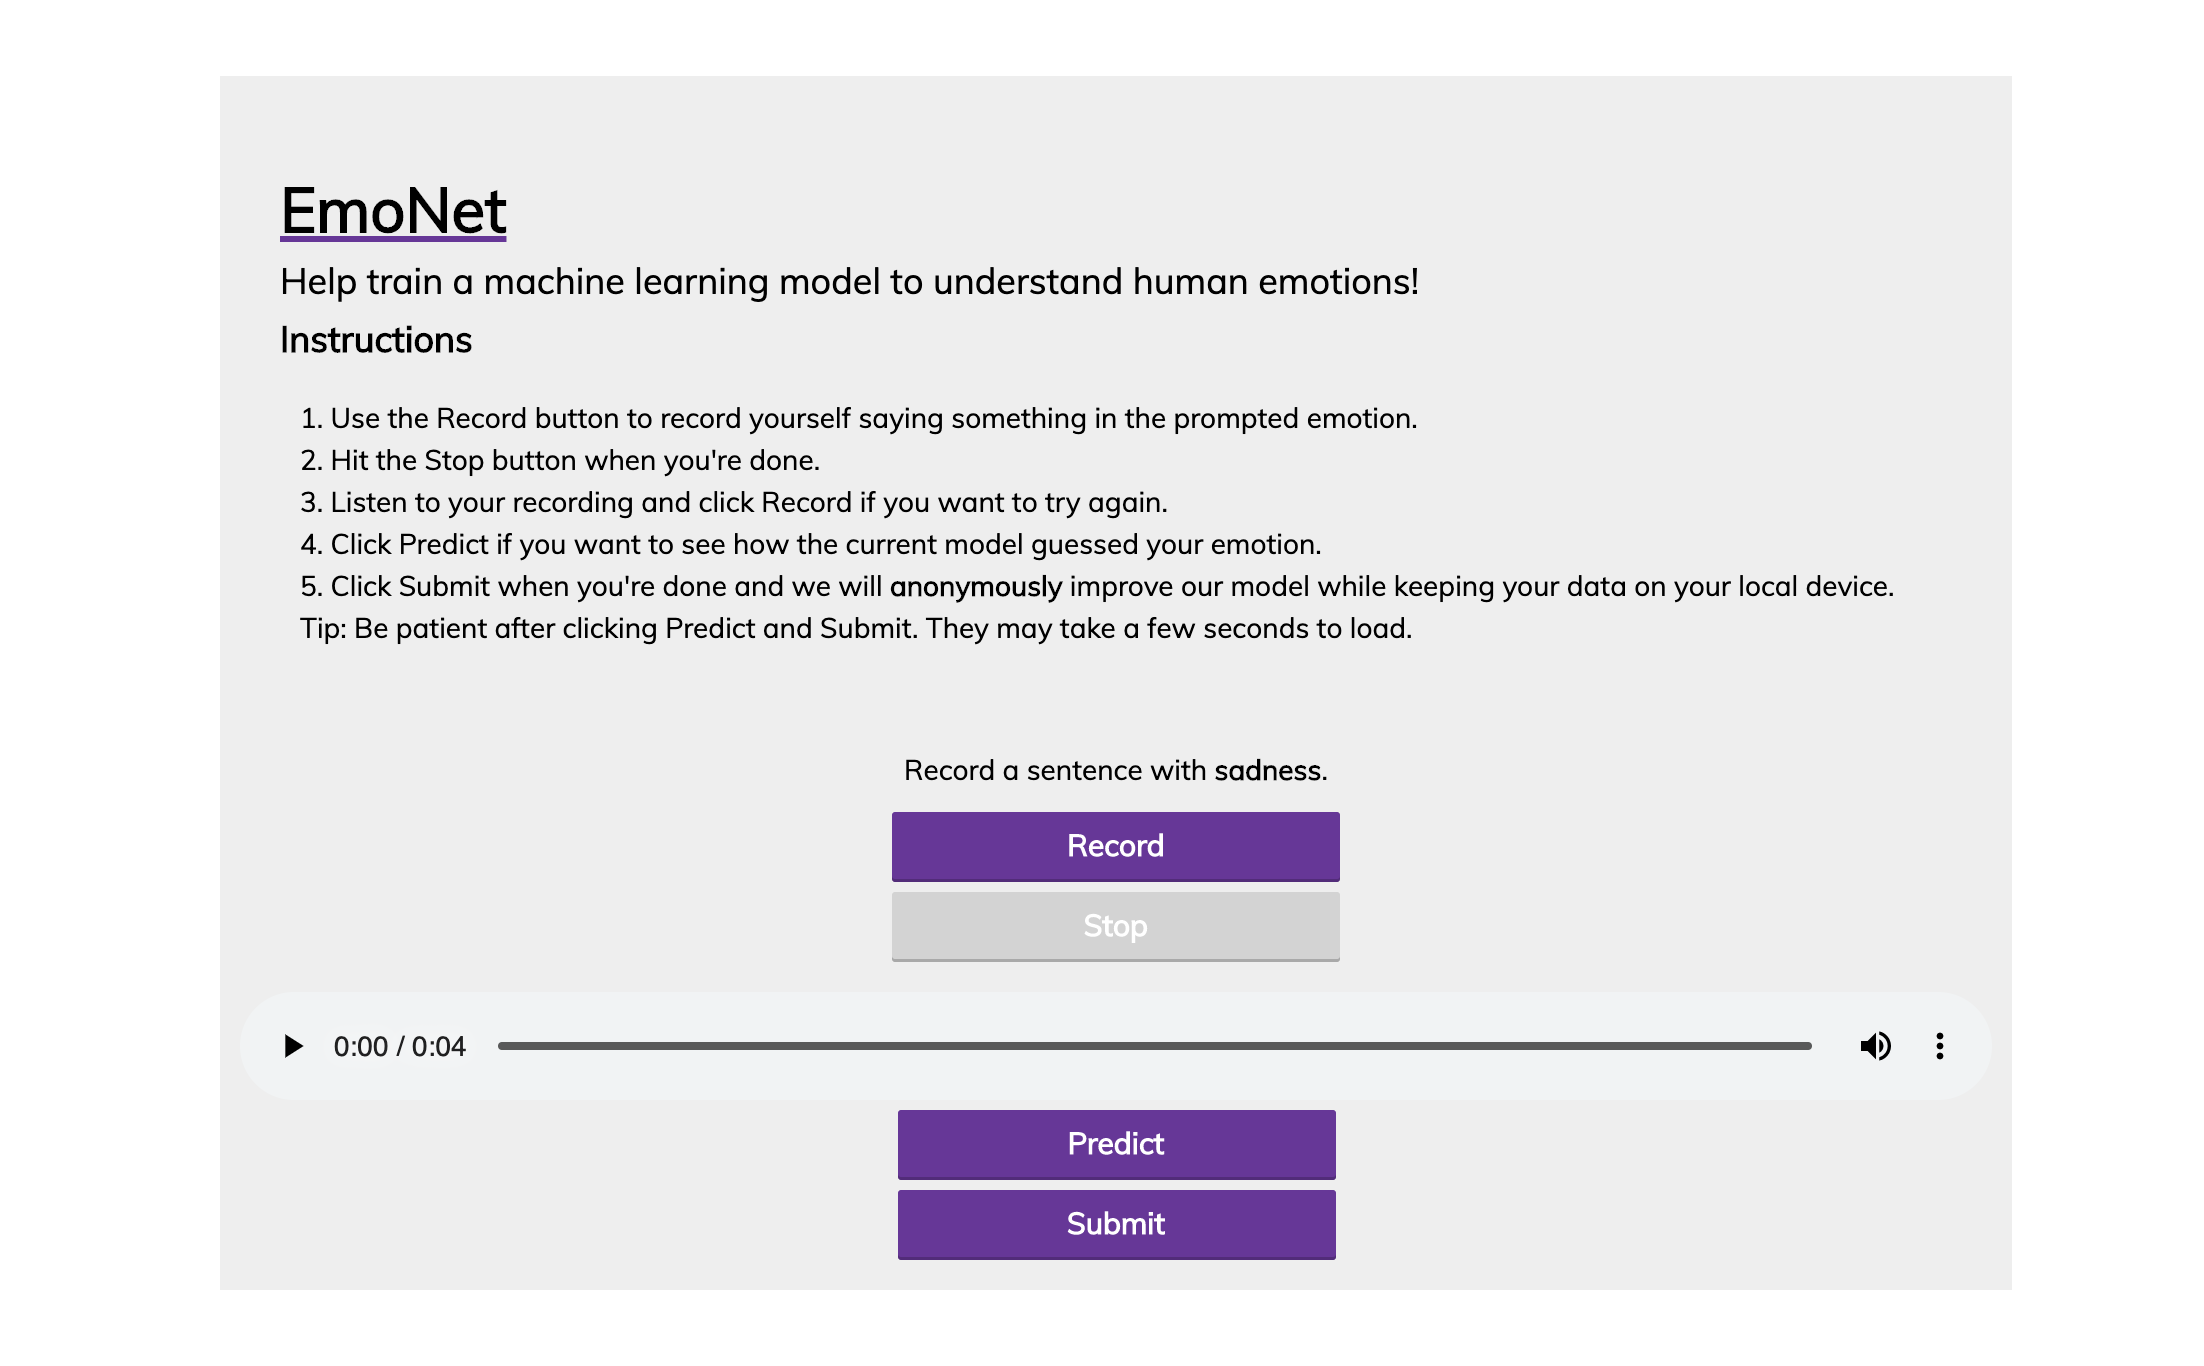 EmoNet
Help train a machine learning model to understand human emotions!
Instructions
1. Use the Record button to record yourself saying something in the prompted emotion.
2. Hit the Stop button when you're done.
3. Listen to your recording and click Record if you want to try again.
4. Click Predict if you want to see how the current model guessed your emotion.
5. Click Submit when you're done and we will anonymously improve our model while keeping your data on your local device.
Tip: Be patient after clicking Predict and Submit. They may take a few seconds to load.
Record a sentence with sadness.
Record
Stop
0:00 / 0:04
Predict
Submit